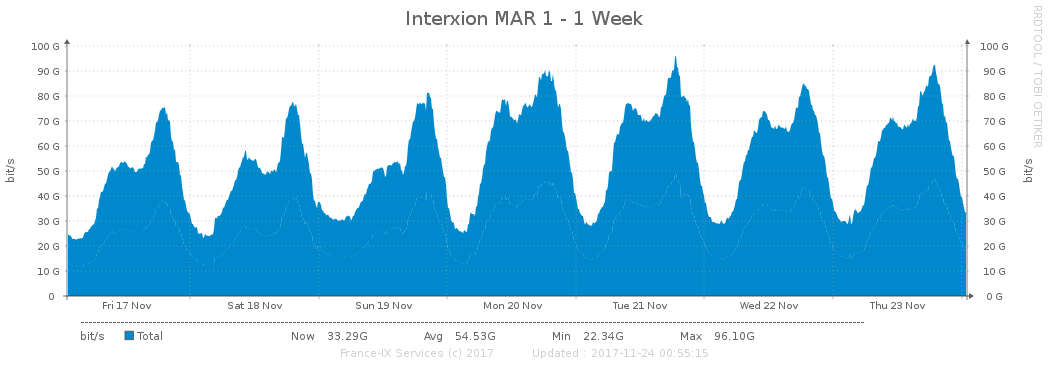 Interxion MAR 1 - 1 Week
RRDTOOL / TOBI OETIKER
bit/s
100 G
90 G
80 G
70 G
60 G
50 G
40 G
30 G
20 G
10 G
0
100 G
90 G
80 G
70 G
60 G
50 G
40 G
30 G
20 G
10 G
0 G
bit/s
Fri 17 Nov Sat 18 Nov Sun 19 Nov Mon 20 Nov Tue 21 Nov Wed 22 Nov Thu 23 Nov
bit/s Total Now 33.29G Avg 54.53G Min 22.34G Max 96.10G
France-IX Services (c) 2017 Updated : 2017-11-24 00:55:15